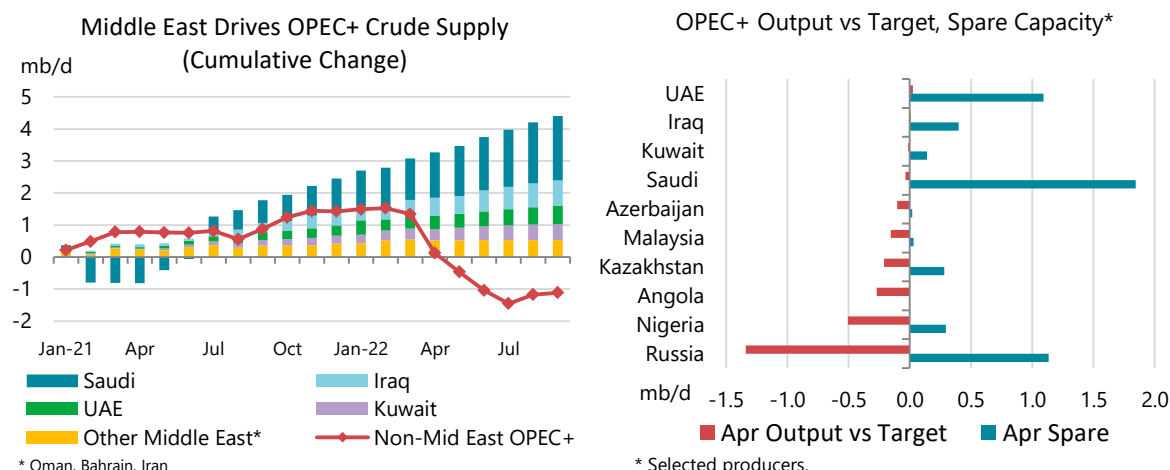 Middle East Drives OPEC+ Crude Supply
(Cumulative Change)
mb/d
5
4
3
2
1
0
-1
-2
Jan-21 Apr Jul Oct Jan-22 Apr Jul
Saudi Iraq
UAE Kuwait
Other Middle East* Non-Mid East OPEC+
* Oman, Bahrain, Iran
OPEC+ Output vs Target, Spare Capacity*
UAE
Iraq
Kuwait
Saudi
Azerbaijan
Malaysia
Kazakhstan
Angola
Nigeria
Russia
mb/d -1.5 -1.0 -0.5 0.0 0.5 1.0 1.5 2.0
Apr Output vs Target Apr Spare
* Selected producers.